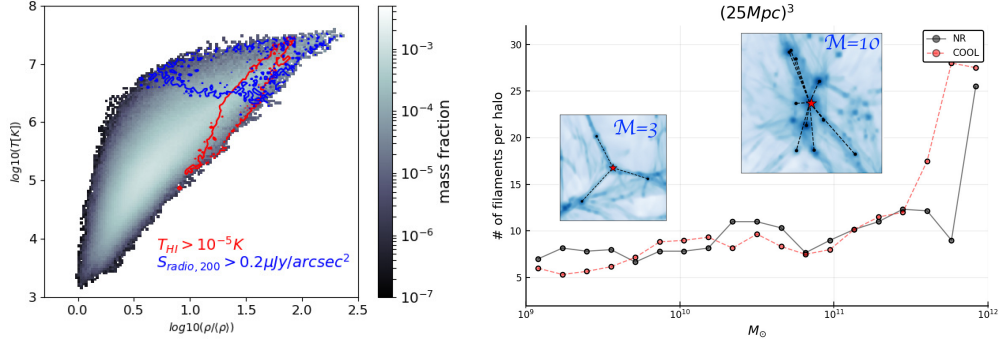 8
7
6
5
4
3
log10(T[K])
0.0 0.5 1.0 1.5 2.0 2.5
log10(ρ/⟨ρ⟩)
T_HI > 10^-5 K
S_radio,200 > 0.2μJy/arcsec^2
10^-3
10^-4
10^-5
10^-6
10^-7
mass fraction
(25Mpc)^3
30
25
20
15
10
5
# of filaments per halo
M=3
M=10
NR
COOL
10^9 10^10 10^11 10^12
M_⊙